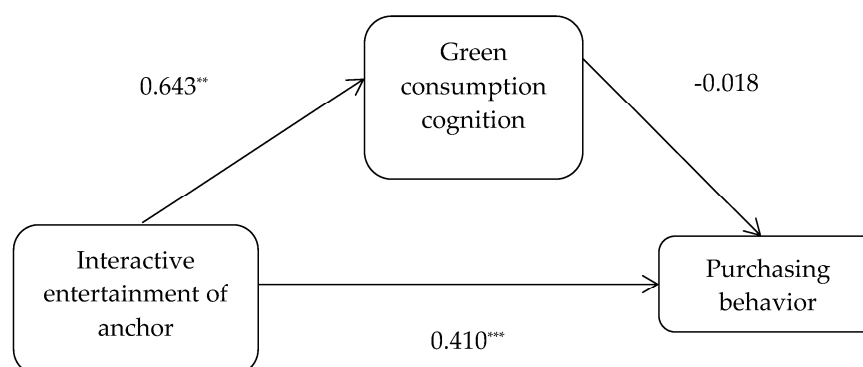 Green
consumption
cognition
0.643**
-0.018
Interactive
entertainment of
anchor
Purchasing
behavior
0.410***